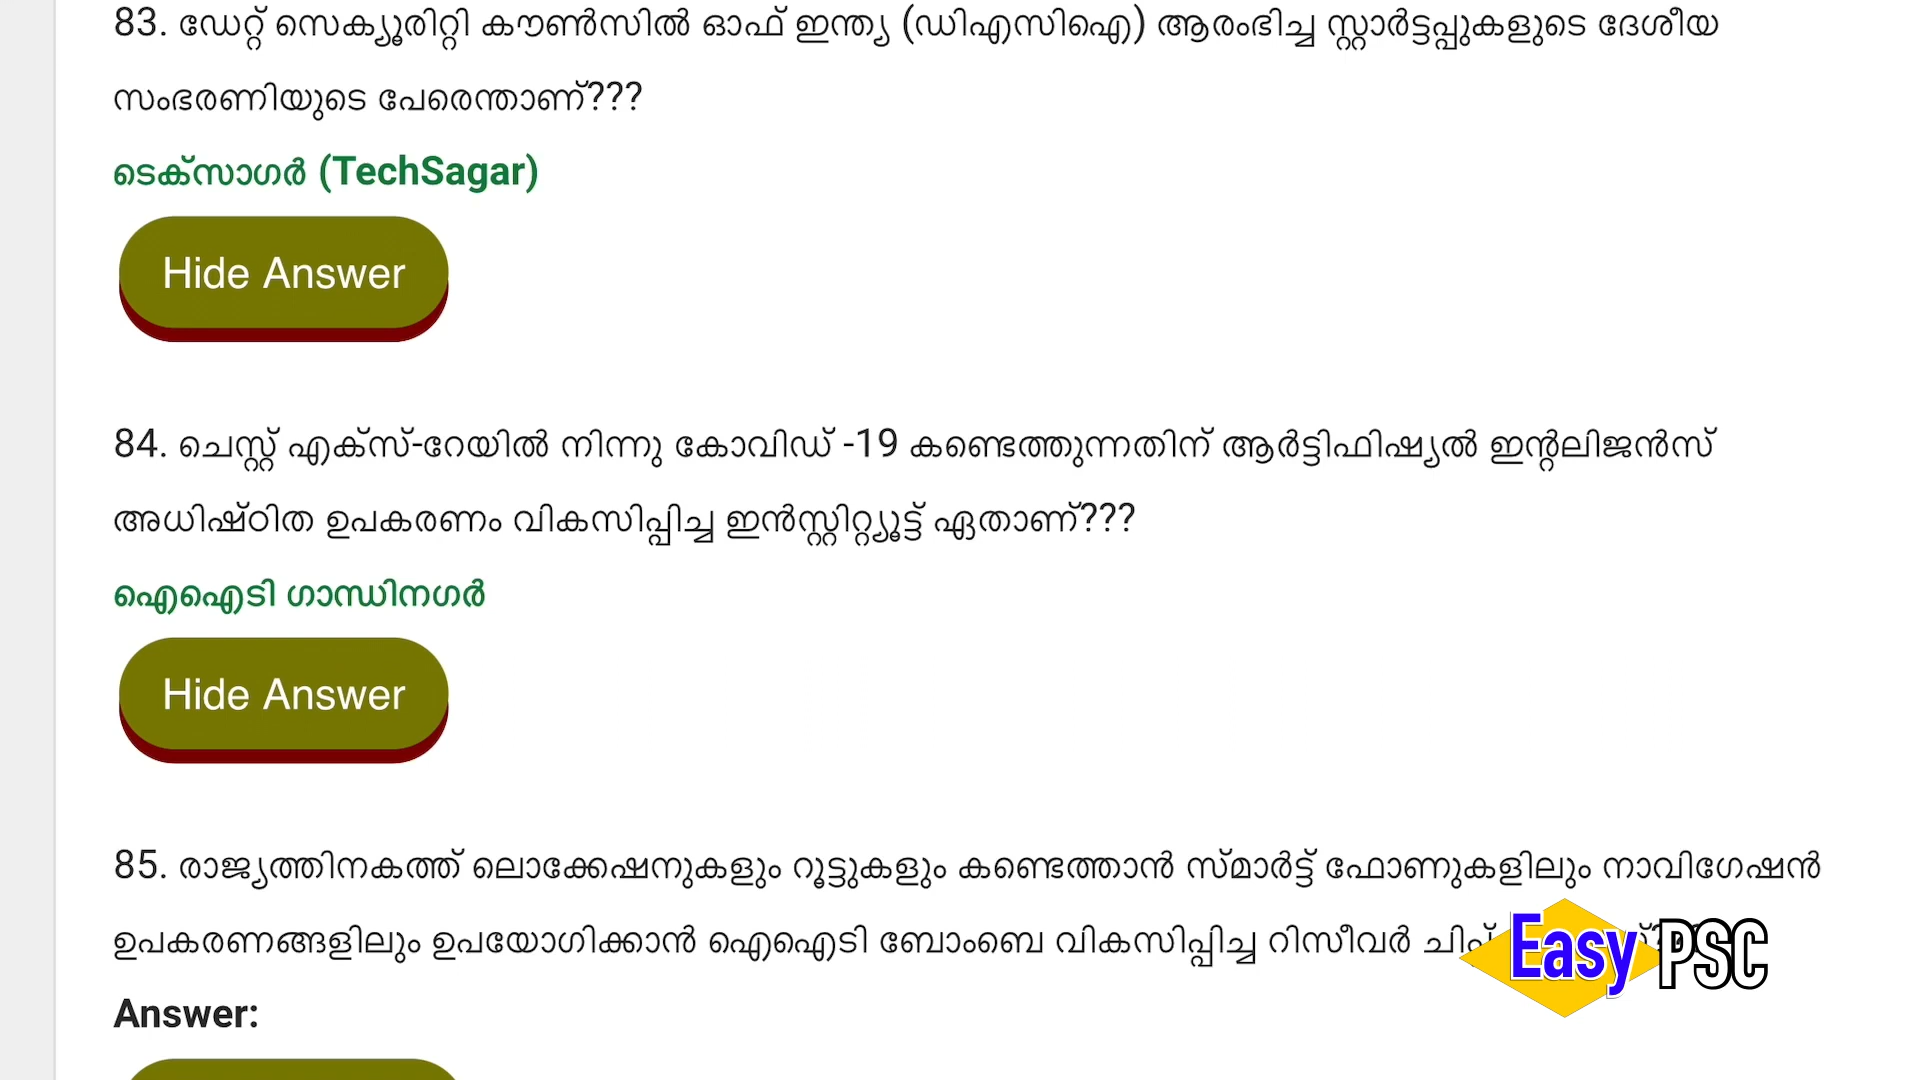 83. ഡേറ്റ് സെക്യൂരിറ്റി കൗൺസിൽ ഓഫ് ഇന്ത്യ (ഡിഎസിഐ) ആരംഭിച്ച സ്റ്റാർട്ടപ്പുകളുടെ ദേശീയ
സംഭരണിയുടെ പേരെന്താണ്???
ടെക്സാഗർ (TechSagar)
Hide Answer
84. ചെസ്റ്റ് എക്സ്-റേയിൽ നിന്നു കോവിഡ് -19 കണ്ടെത്തുന്നതിന് ആർട്ടിഫിഷ്യൽ ഇന്റലിജൻസ്
അധിഷ്ഠിത ഉപകരണം വികസിപ്പിച്ച ഇൻസ്റ്റിറ്റ്യൂട്ട് ഏതാണ്???
ഐഐടി ഗാന്ധിനഗർ
Hide Answer
85. രാജ്യത്തിനകത്ത് ലൊക്കേഷനുകളും റൂട്ടുകളും കണ്ടെത്താൻ സ്മാർട്ട് ഫോണുകളിലും നാവിഗേഷൻ
ഉപകരണങ്ങളിലും ഉപയോഗിക്കാൻ ഐഐടി ബോംബെ വികസിപ്പിച്ച റിസീവർ ചിപ്പ്
Easy PSC
Answer: